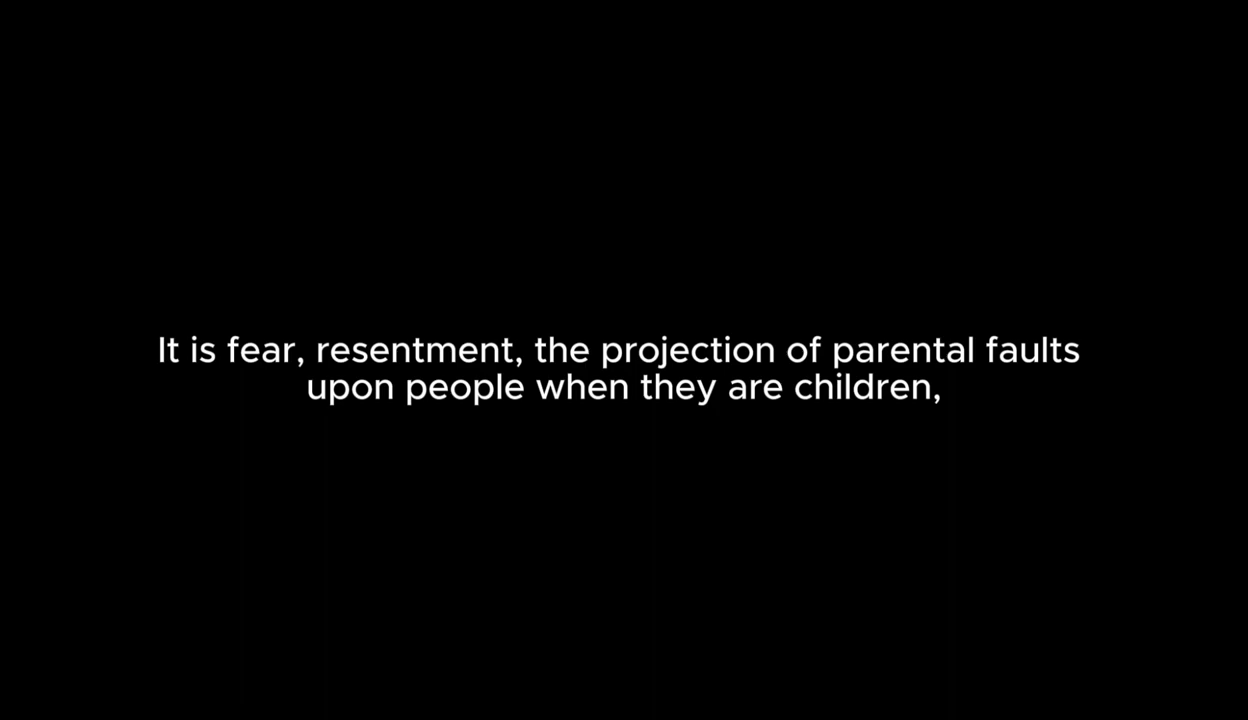 It is fear, resentment, the projection of parental faults
upon people when they are children,